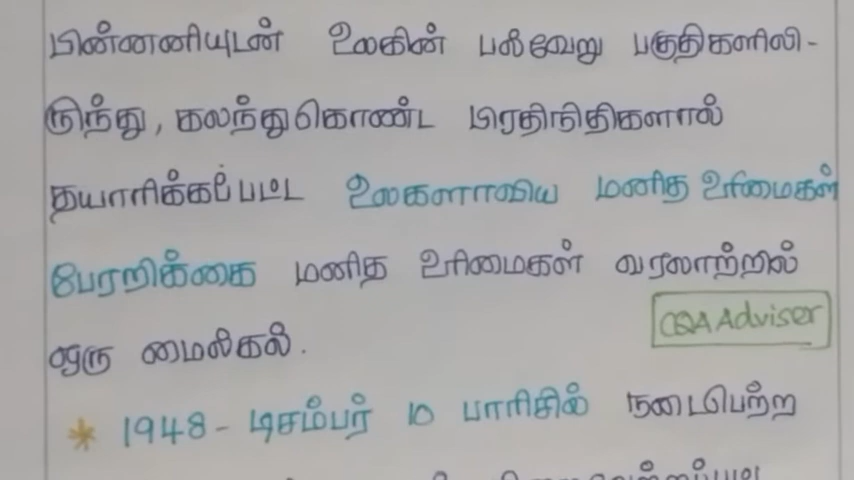 பின்னணியுடன் உலகின் பல்வேறு பகுதிகளிலி-
ருந்து, கலந்துகொண்ட பிரதிநிதிகளால்
தயாரிக்கப்பட்ட உலகளாவிய மனித உரிமைகள்
பேரறிக்கை மனித உரிமைகள் வரலாற்றில்
CQA Adviser
ஒரு மைல்கல்.
* 1948 - டிசம்பர் 10 பாரிசில் நடைபெற்ற